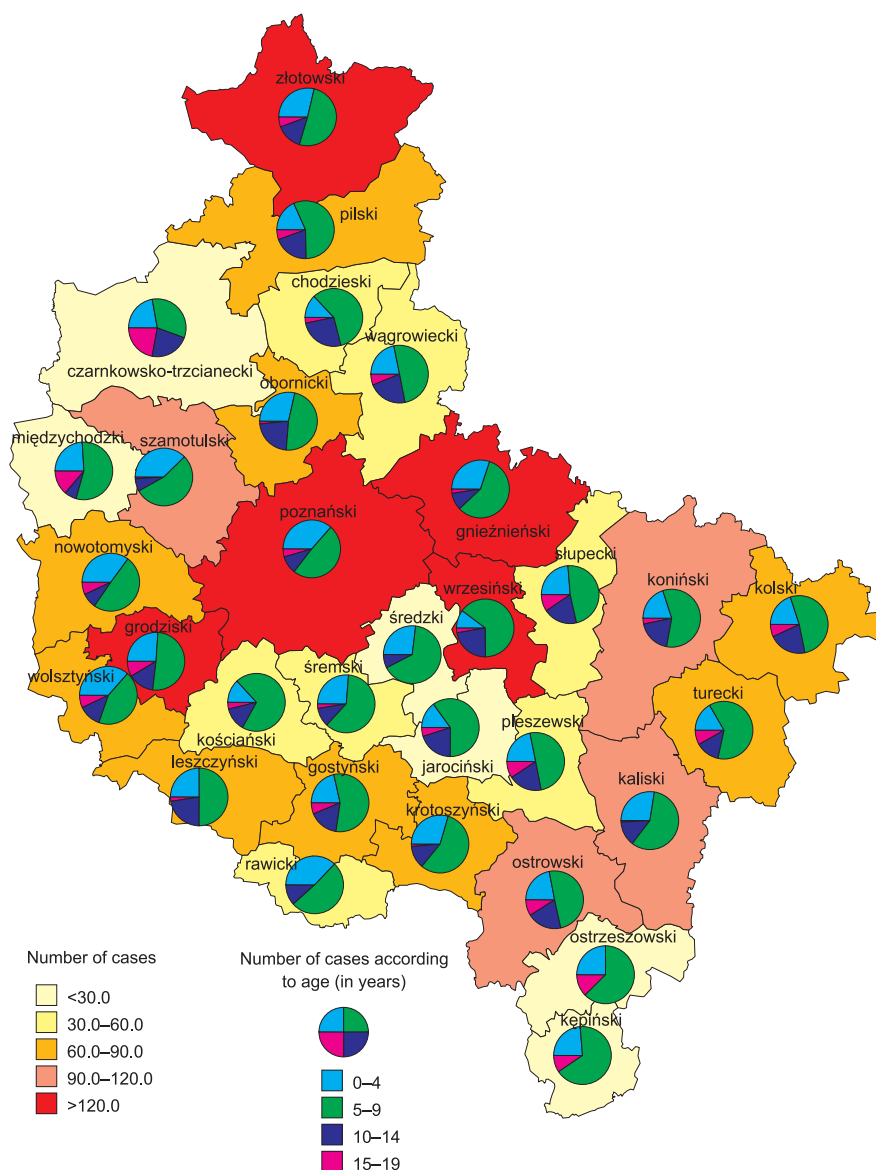 złotowski
pilski
chodzieski
wągrowiecki
czarnkowsko-trzcianecki
obornicki
międzychodzki
szamotulski
poznański
gnieźnieński
nowotomyski
słupecki
koniński
kolski
wrzesiński
średzki
grodziski
wolsztyński
śremski
kościański
turecki
pleszewski
jarociński
leszczyński
gostyński
kaliski
krotoszyński
rawicki
ostrowski
ostrzeszowski
kępiński
Number of cases
<30.0
30.0–60.0
60.0–90.0
90.0–120.0
>120.0
Number of cases according
to age (in years)
0–4
5–9
10–14
15–19